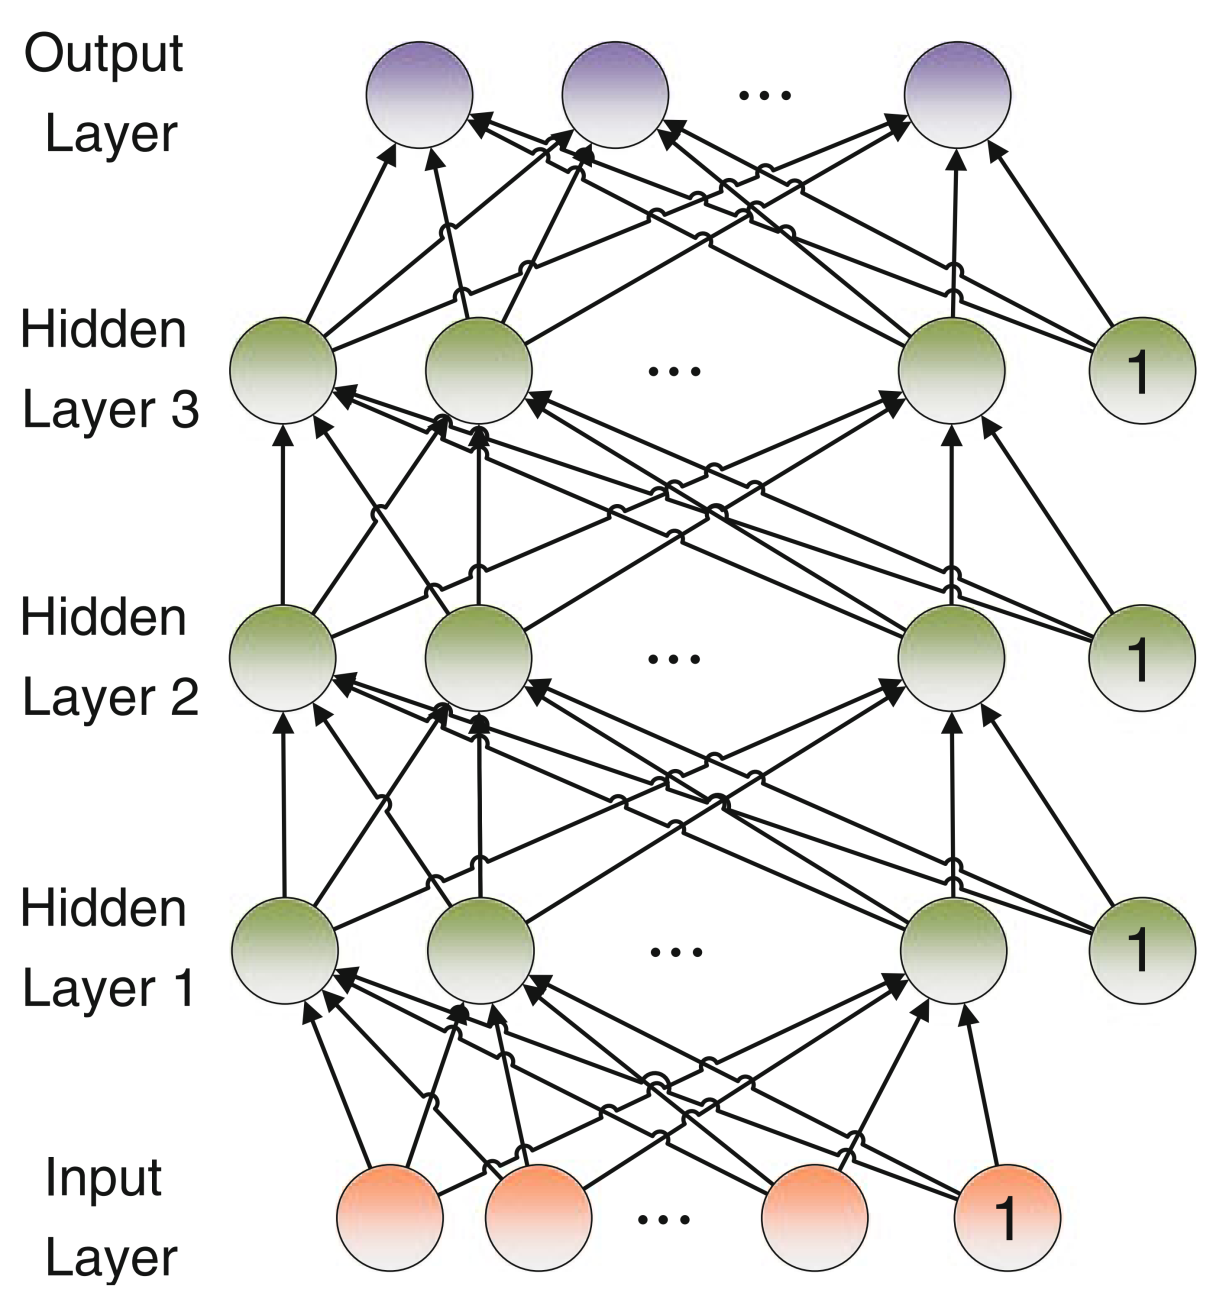 Output
Layer
...
Hidden
Layer 3
...
1
Hidden
Layer 2
...
1
Hidden
Layer 1
...
1
Input
Layer
...
1